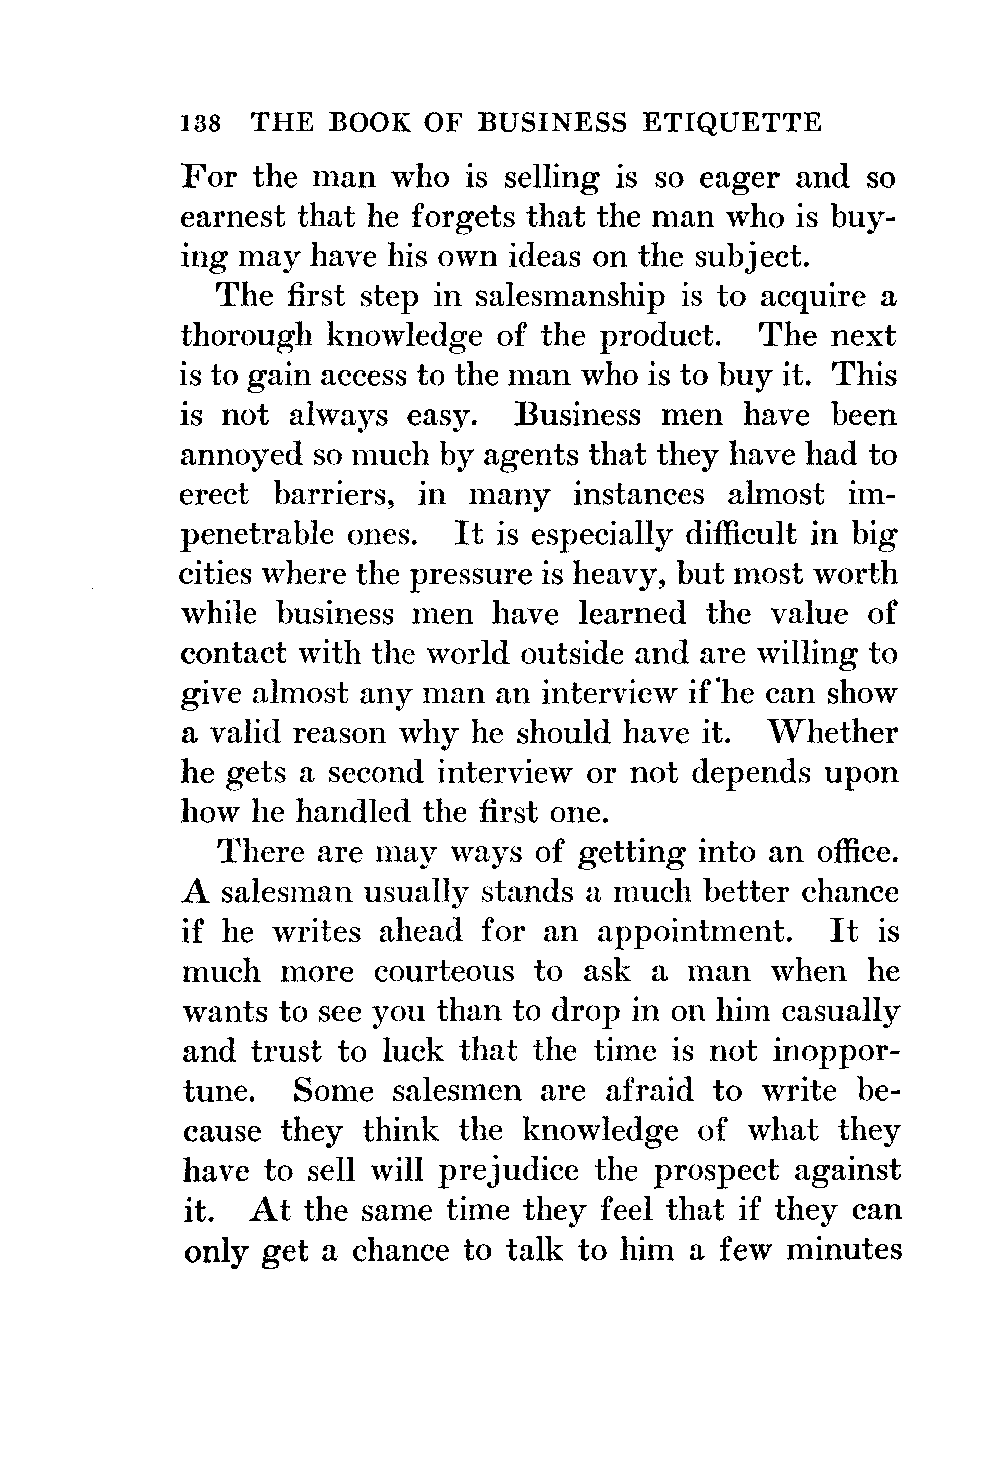 138 THE BOOK OF BUSINESS ETIQUETTE
For the man who is selling is so eager and so
earnest that he forgets that the man who is buy-
ing may have his own ideas on the subject.
The first step in salesmanship is to acquire a
thorough knowledge of the product. The next
is to gain access to the man who is to buy it. This
is not always easy. Business men have been
annoyed so much by agents that they have had to
erect barriers, in many instances almost im-
penetrable ones. It is especially difficult in big
cities where the pressure is heavy, but most worth
while business men have learned the value of
contact with the world outside and are willing to
give almost any man an interview if he can show
a valid reason why he should have it. Whether
he gets a second interview or not depends upon
how he handled the first one.
There are may ways of getting into an office.
A salesman usually stands a much better chance
if he writes ahead for an appointment. It is
much more courteous to ask a man when he
wants to see you than to drop in on him casually
and trust to luck that the time is not inoppor-
tune. Some salesmen are afraid to write be-
cause they think the knowledge of what they
have to sell will prejudice the prospect against
it. At the same time they feel that if they can
only get a chance to talk to him a few minutes